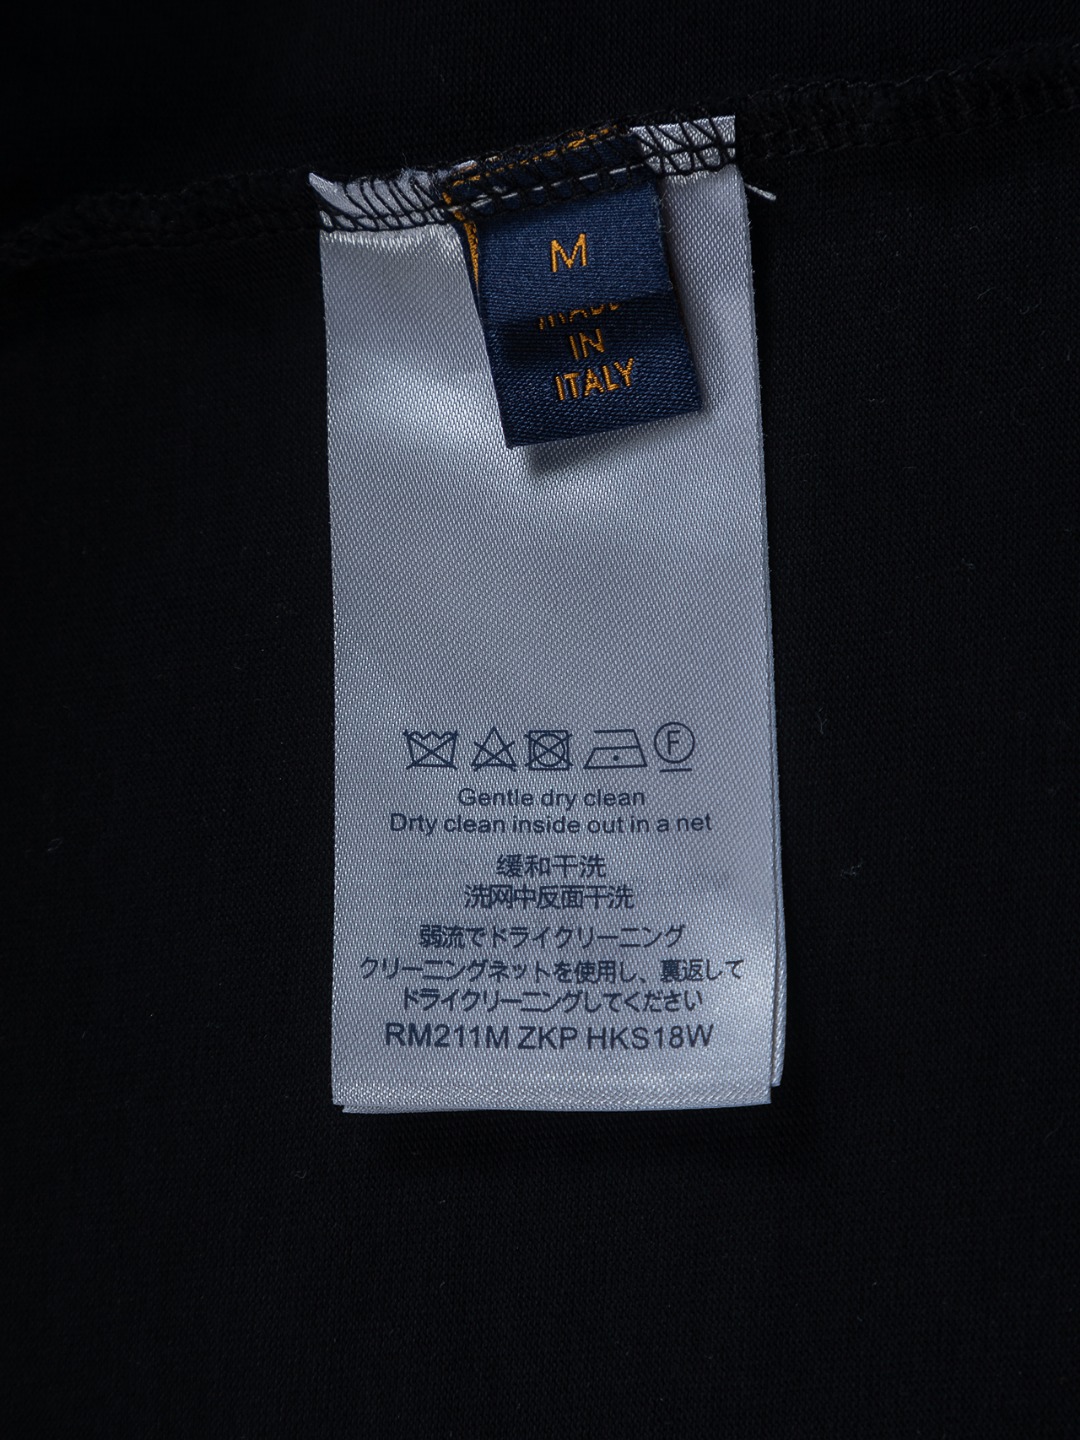 M
MADE
IN
ITALY
F
Gentle dry clean
Drty clean inside out in a net
缓和干洗
洗网中反面干洗
弱流でドライクリーニング
クリーニングネットを使用し、裏返して
ドライクリーニングしてください
RM211M ZKP HKS18W